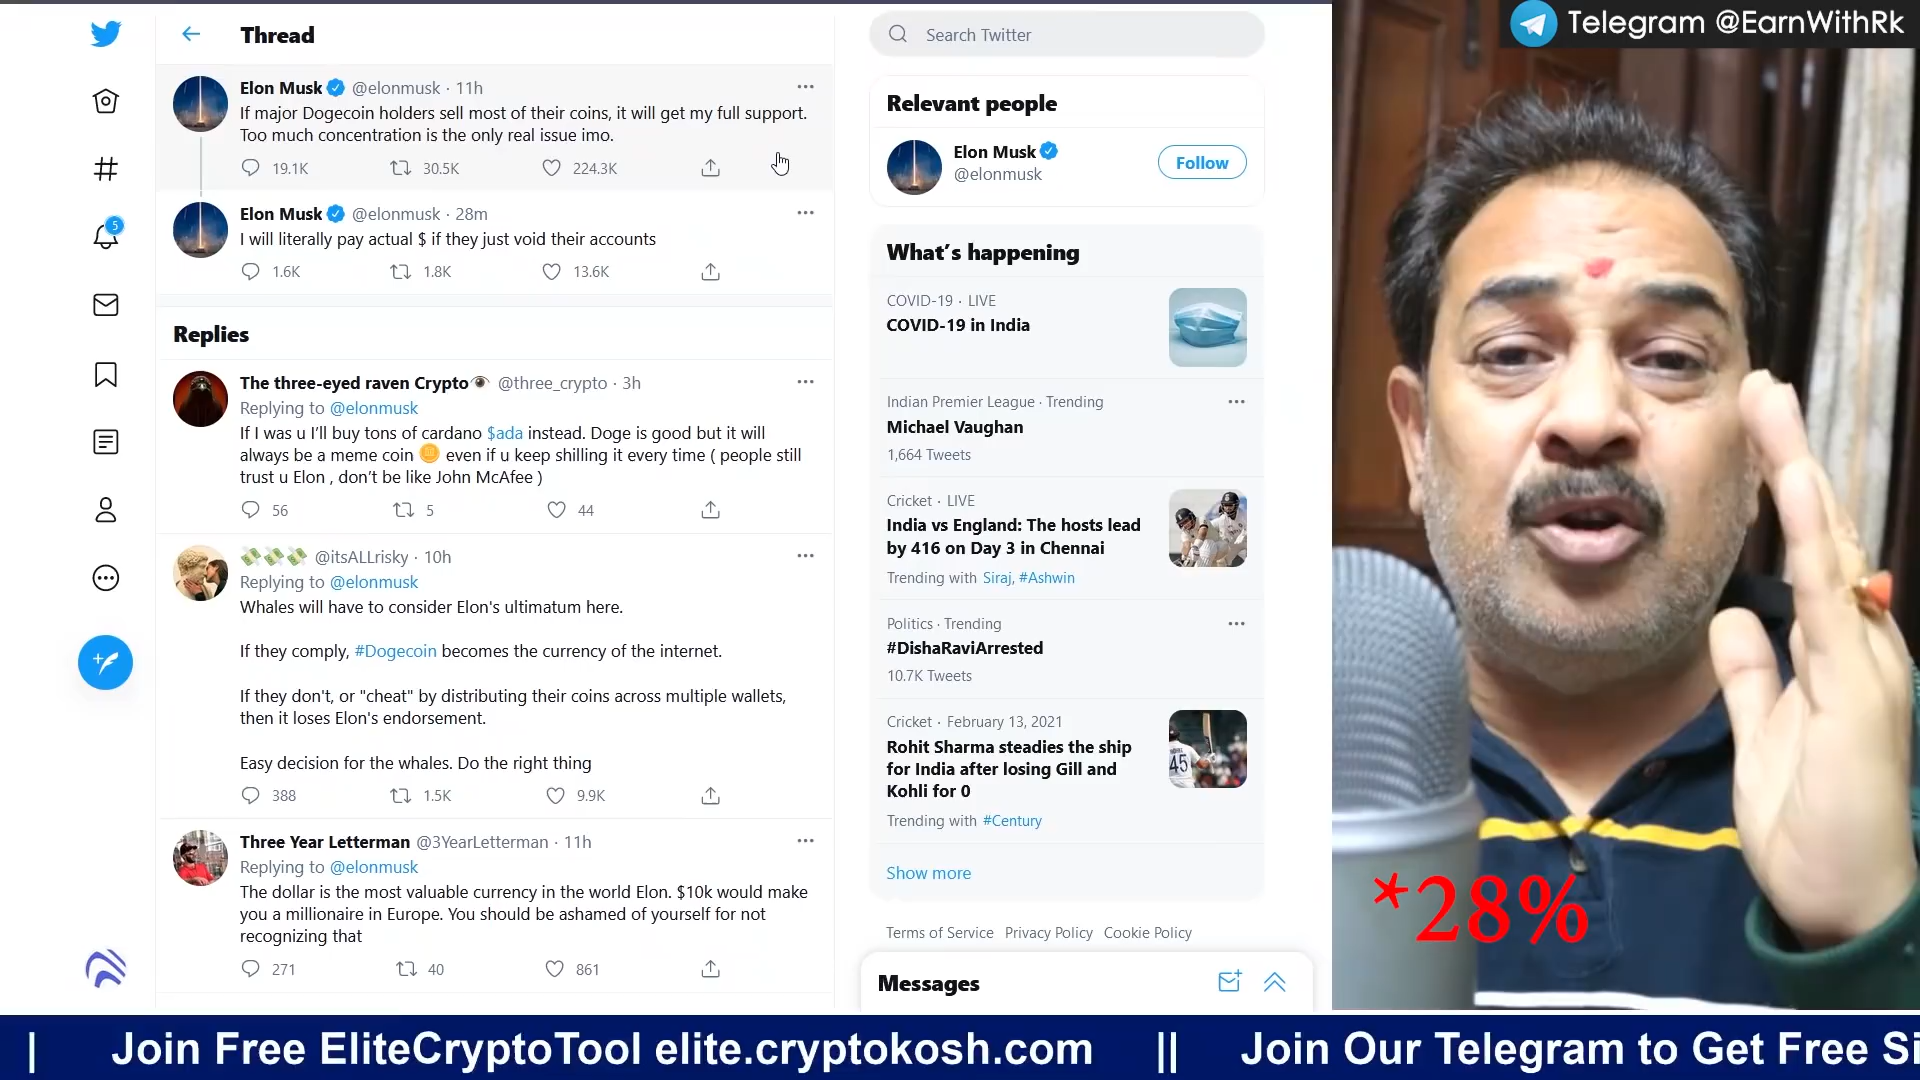 Thread
Elon Musk @elonmusk · 11h
If major Dogecoin holders sell most of their coins, it will get my full support.
Too much concentration is the only real issue imo.
19.1K 30.5K 224.3K
Elon Musk @elonmusk · 28m
I will literally pay actual $ if they just void their accounts
1.6K 1.8K 13.6K
Replies
The three-eyed raven Crypto👁 @three_crypto · 3h
Replying to @elonmusk
If I was u I’ll buy tons of cardano $ada instead. Doge is good but it will
always be a meme coin 🪙 even if u keep shilling it every time ( people still
trust u Elon , don’t be like John McAfee )
56 5 44
💸💸💸 @itsALLrisky · 10h
Replying to @elonmusk
Whales will have to consider Elon's ultimatum here.
If they comply, #Dogecoin becomes the currency of the internet.
If they don't, or "cheat" by distributing their coins across multiple wallets,
then it loses Elon's endorsement.
Easy decision for the whales. Do the right thing
388 1.5K 9.9K
Three Year Letterman @3YearLetterman · 11h
Replying to @elonmusk
The dollar is the most valuable currency in the world Elon. $10k would make
you a millionaire in Europe. You should be ashamed of yourself for not
recognizing that
271 40 861
5
Search Twitter
Relevant people
Elon Musk
@elonmusk
Follow
What’s happening
COVID-19 · LIVE
COVID-19 in India
Indian Premier League · Trending
Michael Vaughan
1,664 Tweets
Cricket · LIVE
India vs England: The hosts lead
by 416 on Day 3 in Chennai
Trending with Siraj, #Ashwin
Politics · Trending
#DishaRaviArrested
10.7K Tweets
Cricket · February 13, 2021
Rohit Sharma steadies the ship
for India after losing Gill and
Kohli for 0
Trending with #Century
45
Show more
Terms of Service Privacy Policy Cookie Policy
Messages
Telegram @EarnWithRk
*28%
| Join Free EliteCryptoTool elite.cryptokosh.com || Join Our Telegram to Get Free Si